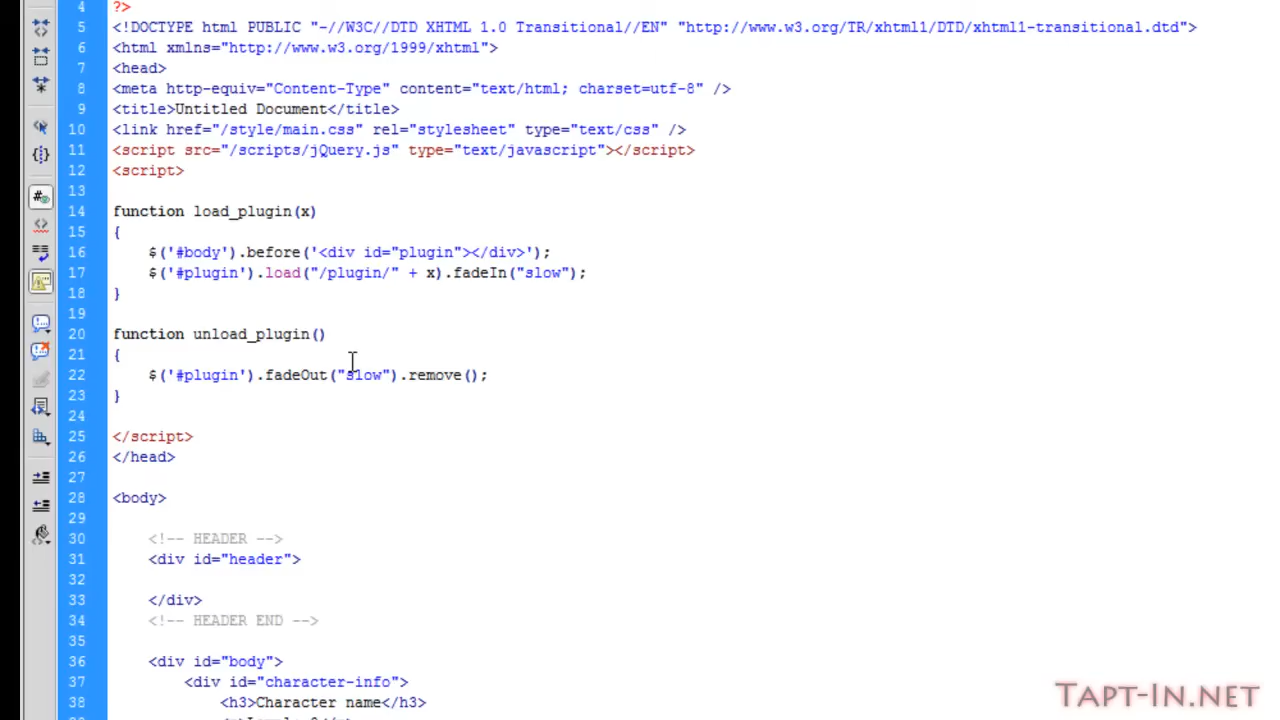 4 ?>
5 <!DOCTYPE html PUBLIC "-//W3C//DTD XHTML 1.0 Transitional//EN" "http://www.w3.org/TR/xhtml1/DTD/xhtml1-transitional.dtd">
6 <html xmlns="http://www.w3.org/1999/xhtml">
7 <head>
8 <meta http-equiv="Content-Type" content="text/html; charset=utf-8" />
9 <title>Untitled Document</title>
10 <link href="/style/main.css" rel="stylesheet" type="text/css" />
11 <script src="/scripts/jQuery.js" type="text/javascript"></script>
12 <script>
13
14 function load_plugin(x)
15 {
16 $('#body').before('<div id="plugin"></div>');
17 $('#plugin').load("/plugin/" + x).fadeIn("slow");
18 }
19
20 function unload_plugin()
21 {
22 $('#plugin').fadeOut("slow").remove();
23 }
24
25 </script>
26 </head>
27
28 <body>
29
30 <!-- HEADER -->
31 <div id="header">
32
33 </div>
34 <!-- HEADER END -->
35
36 <div id="body">
37 <div id="character-info">
38 <h3>Character name</h3>
TAPT-IN.NET